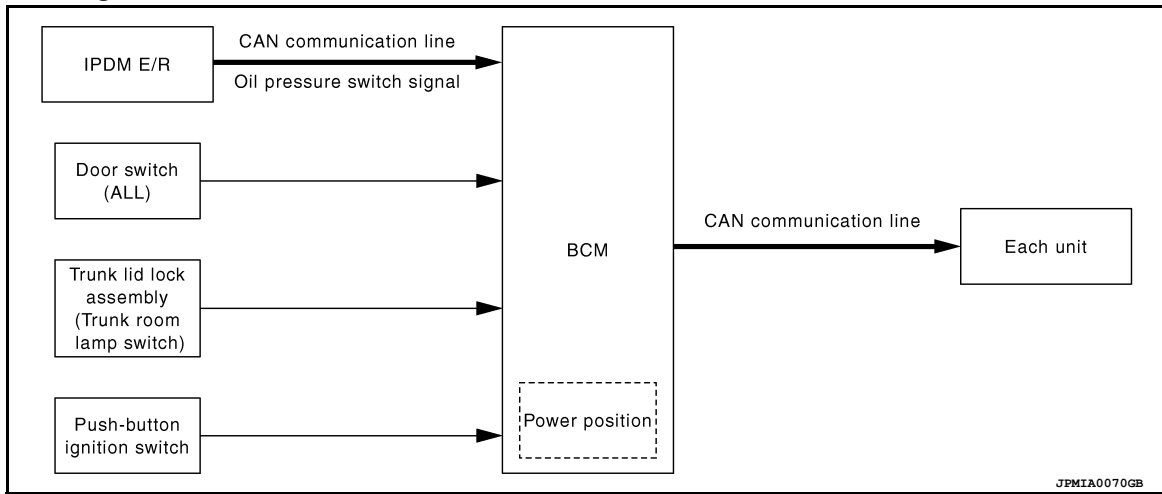 IPDM E/R
CAN communication line
Oil pressure switch signal
Door switch
(ALL)
Trunk lid lock
assembly
(Trunk room
lamp switch)
Push-button
ignition switch
BCM
Power position
CAN communication line
Each unit
JPMIA0070GB